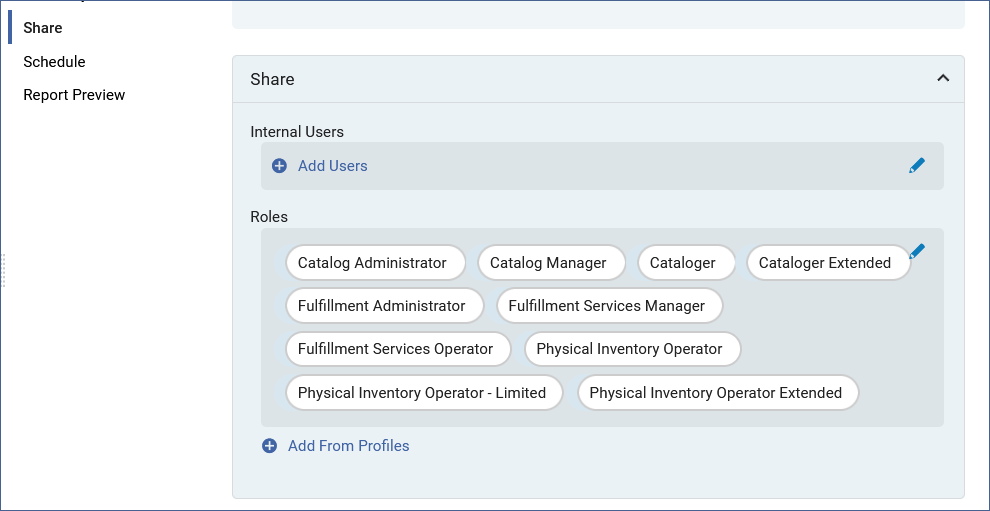 Share
Schedule
Report Preview
Share
Internal Users
Add Users
Roles
Catalog Administrator Catalog Manager Cataloger Cataloger Extended
Fulfillment Administrator Fulfillment Services Manager
Fulfillment Services Operator Physical Inventory Operator
Physical Inventory Operator - Limited Physical Inventory Operator Extended
Add From Profiles